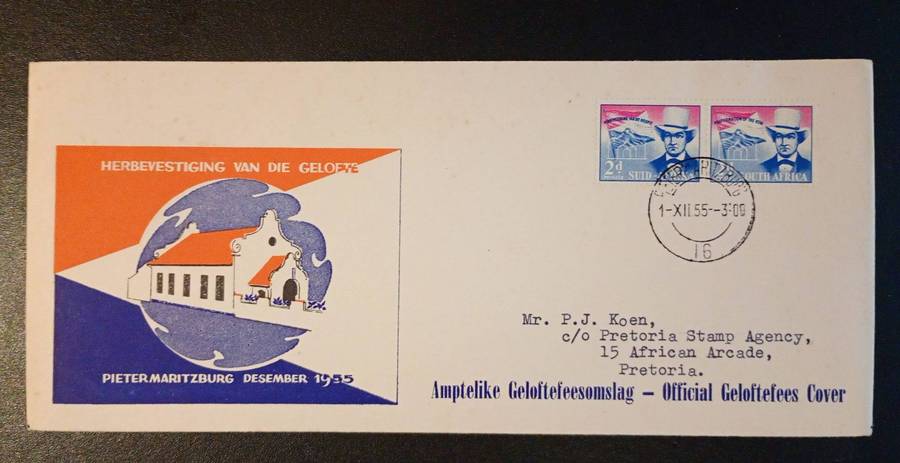 HERBEVESTIGING VAN DIE GELOFTE
PIETERMARITZBURG DESEMBER 1955
2d
SUID-AFRIKA
SOUTH AFRICA
PIETERMARITZBURG
1-XII.55--3:00
16
Mr. P.J. Koen,
c/o Pretoria Stamp Agency,
15 African Arcade,
Pretoria.
Amptelike Geloftefeesomslag – Official Geloftefees Cover